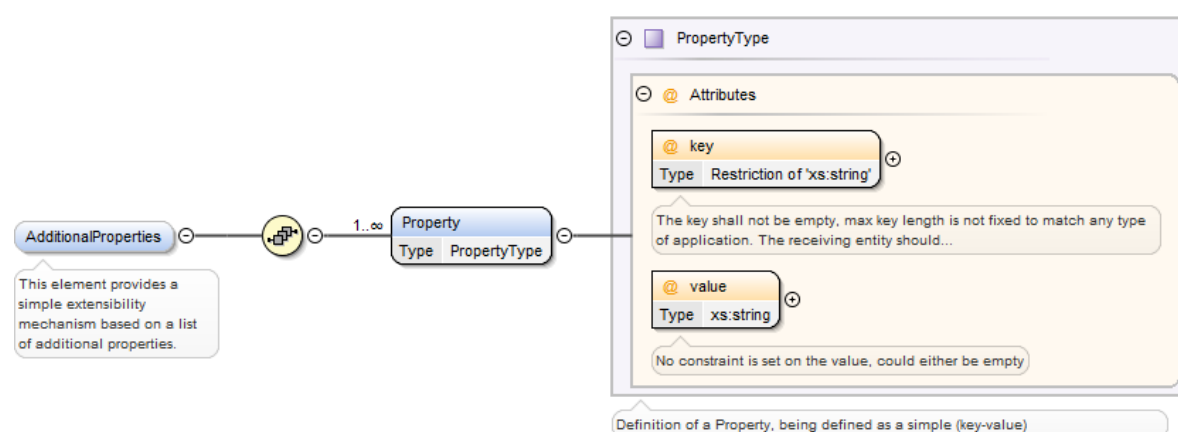 PropertyType
@ Attributes
@ key
Type Restriction of 'xs:string'
The key shall not be empty, max key length is not fixed to match any type
of application. The receiving entity should...
AdditionalProperties
1..∞
Property
Type PropertyType
This element provides a
simple extensibility
mechanism based on a list
of additional properties.
@ value
Type xs:string
No constraint is set on the value, could either be empty
Definition of a Property, being defined as a simple (key-value)